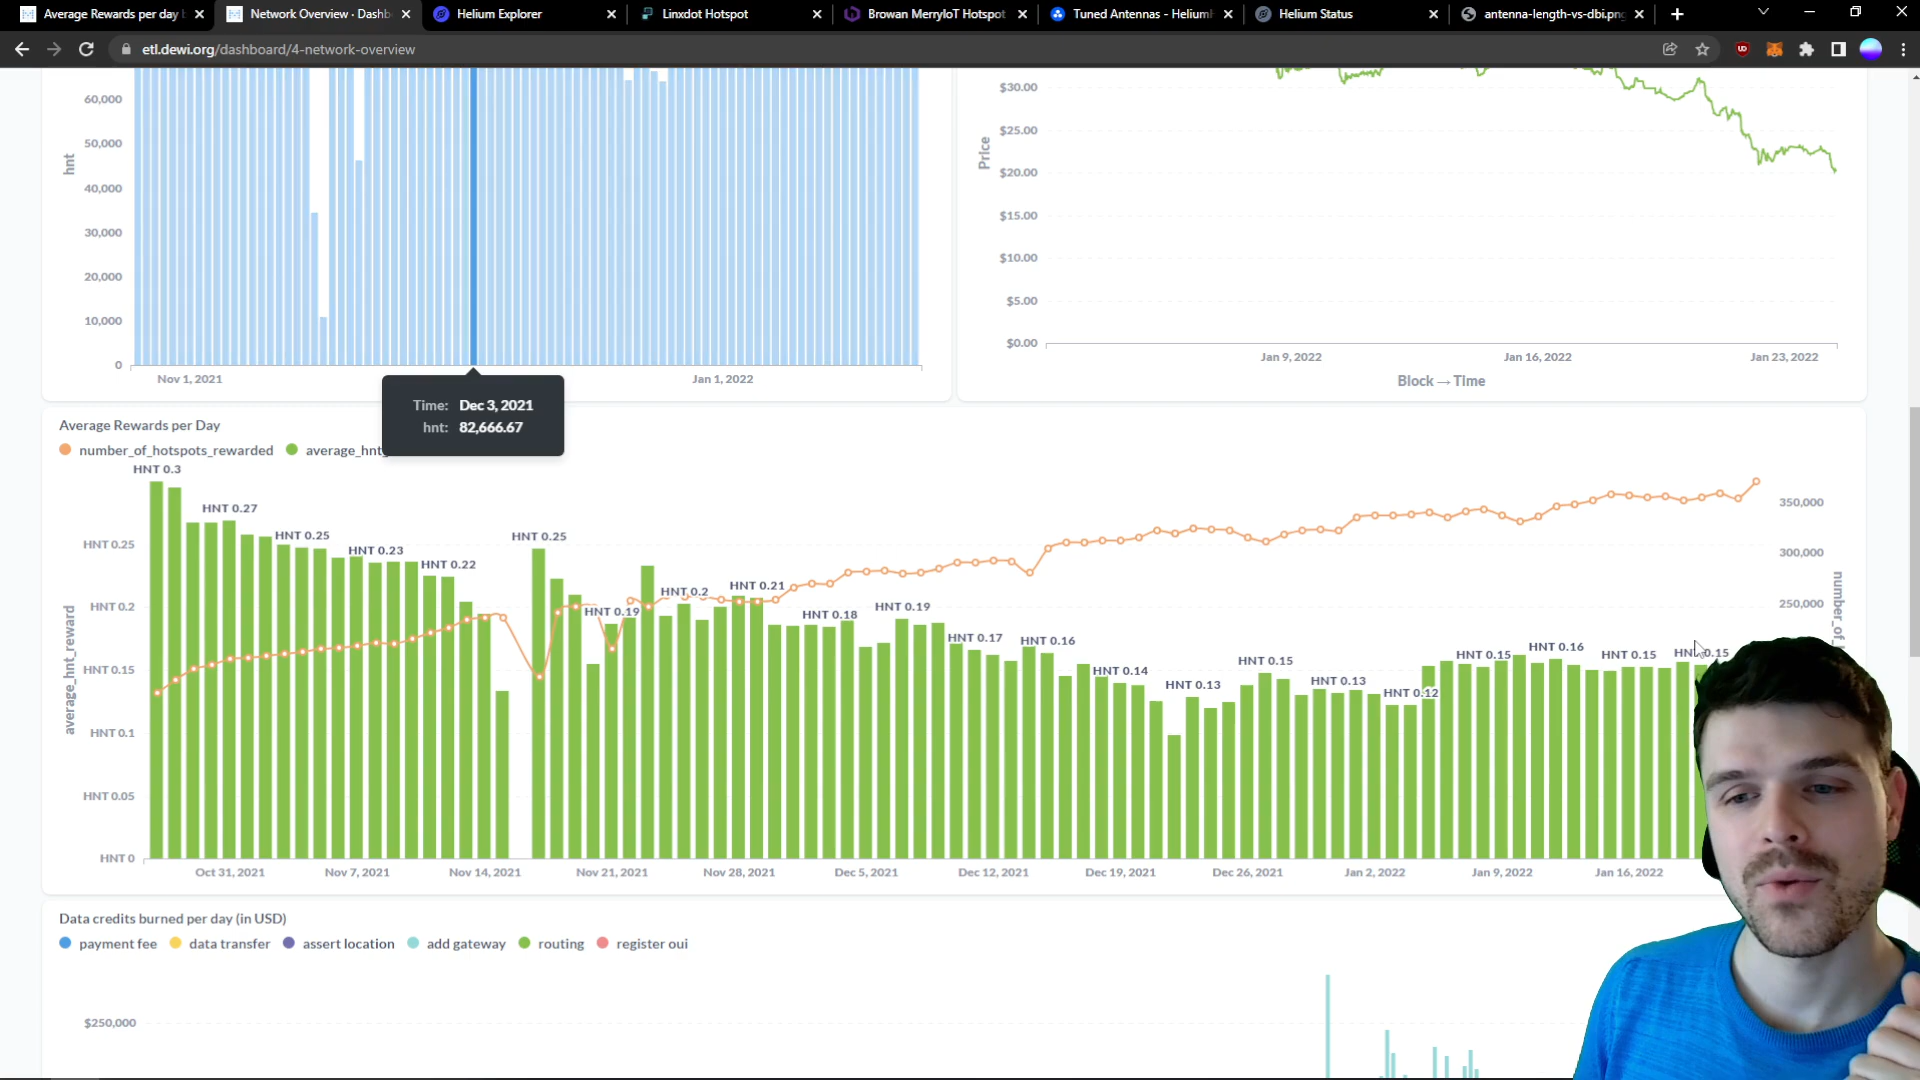 Average Rewards per day
Network Overview · Dashb
Helium Explorer
Linxdot Hotspot
Browan MerryIoT Hotspot
Tuned Antennas - Helium
Helium Status
antenna-length-vs-dbi.png
etl.dewi.org/dashboard/4-network-overview
60,000
50,000
40,000
30,000
20,000
10,000
0
hnt
Nov 1, 2021
Jan 1, 2022
Time: Dec 3, 2021
hnt: 82,666.67
$30.00
$25.00
$20.00
$15.00
$10.00
$5.00
$0.00
Price
Jan 9, 2022
Jan 16, 2022
Jan 23, 2022
Block → Time
Average Rewards per Day
number_of_hotspots_rewarded
average_hnt
HNT 0.3
HNT 0.27
HNT 0.25
HNT 0.23
HNT 0.22
HNT 0.25
HNT 0.19
HNT 0.2
HNT 0.21
HNT 0.18
HNT 0.19
HNT 0.17
HNT 0.16
HNT 0.14
HNT 0.13
HNT 0.15
HNT 0.13
HNT 0.12
HNT 0.15
HNT 0.16
HNT 0.15
HNT 0.15
HNT 0.25
HNT 0.2
HNT 0.15
HNT 0.1
HNT 0.05
HNT 0
average_hnt_reward
350,000
300,000
250,000
number_of_
Oct 31, 2021
Nov 7, 2021
Nov 14, 2021
Nov 21, 2021
Nov 28, 2021
Dec 5, 2021
Dec 12, 2021
Dec 19, 2021
Dec 26, 2021
Jan 2, 2022
Jan 9, 2022
Jan 16, 2022
Data credits burned per day (in USD)
payment fee
data transfer
assert location
add gateway
routing
register oui
$250,000